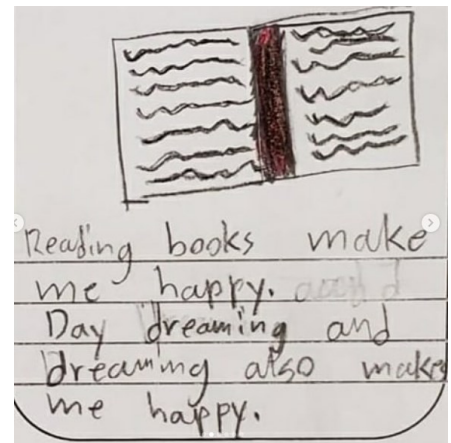 Reading books make
me happy.
Day dreaming and
dreaming also makes
me happy.